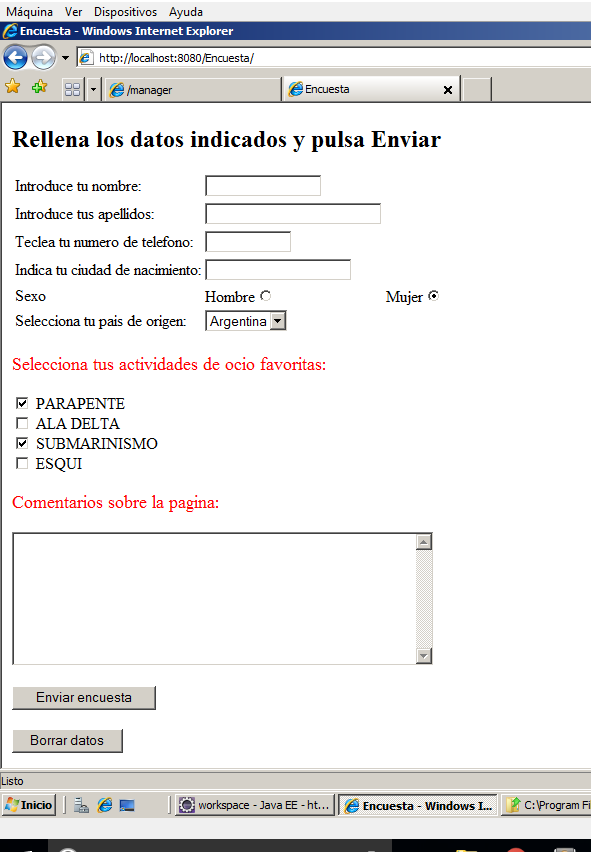 Máquina Ver Dispositivos Ayuda
Encuesta - Windows Internet Explorer
http://localhost:8080/Encuesta/
/manager Encuesta
Rellena los datos indicados y pulsa Enviar
Introduce tu nombre:
Introduce tus apellidos:
Teclea tu numero de telefono:
Indica tu ciudad de nacimiento:
Sexo Hombre Mujer
Selecciona tu pais de origen: Argentina
Selecciona tus actividades de ocio favoritas:
PARAPENTE
ALA DELTA
SUBMARINISMO
ESQUI
Comentarios sobre la pagina:
Enviar encuesta
Borrar datos
Listo
Inicio workspace - Java EE - ht... Encuesta - Windows I... C:\Program Fi